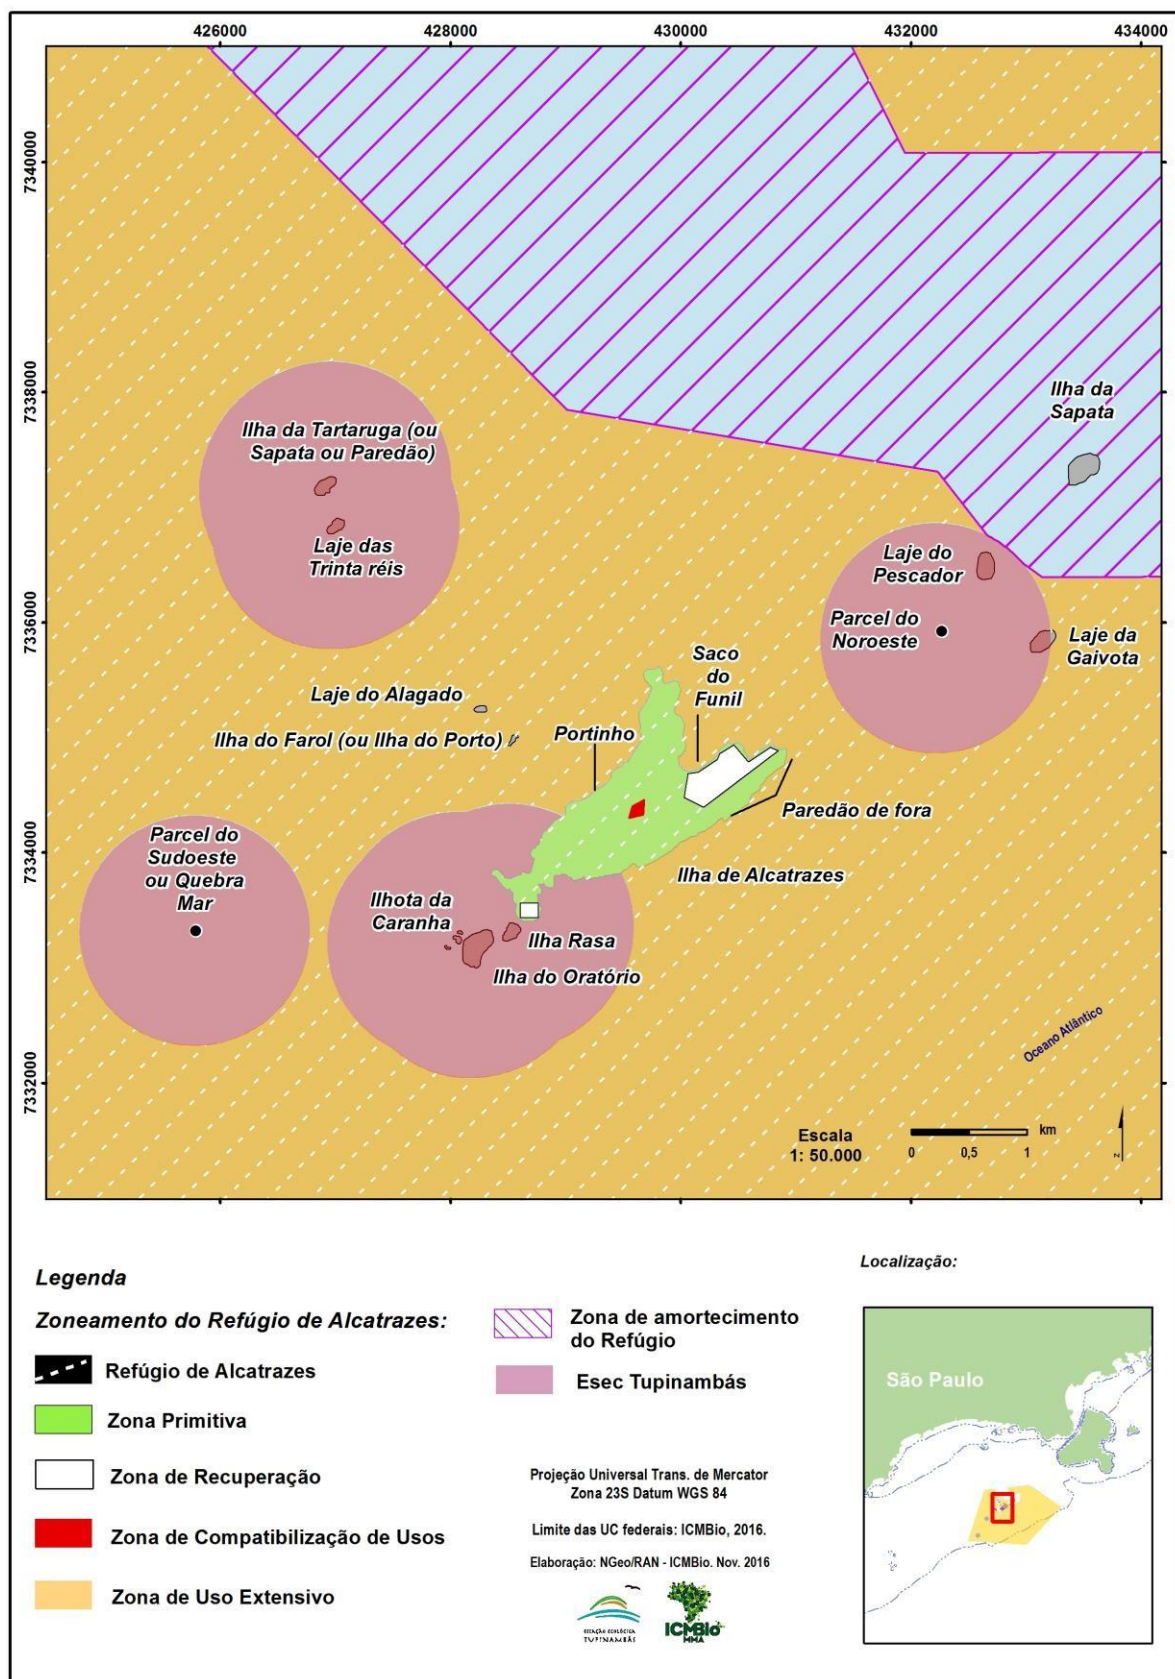 426000
428000
430000
432000
434000
7340000
7338000
7336000
7334000
7332000
Ilha da
Sapata
Ilha da Tartaruga (ou
Sapata ou Paredão)
Laje das
Trinta réis
Laje do
Pescador
Parcel do
Noroeste
Laje da
Gaivota
Saco
do
Funil
Laje do Alagado
Ilha do Farol (ou Ilha do Porto)
Portinho
Paredão de fora
Parcel do
Sudoeste
ou Quebra
Mar
Ilha de Alcatrazes
Ilhota da
Caranha
Ilha Rasa
Ilha do Oratório
Oceano Atlântico
Escala
1: 50.000
km
0
0,5
1
z
Legenda
Zoneamento do Refúgio de Alcatrazes:
Refúgio de Alcatrazes
Zona Primitiva
Zona de Recuperação
Zona de Compatibilização de Usos
Zona de Uso Extensivo
Zona de amortecimento
do Refúgio
Esec Tupinambás
Projeção Universal Trans. de Mercator
Zona 23S Datum WGS 84
Limite das UC federais: ICMBio, 2016.
Elaboração: NGeo/RAN - ICMBio. Nov. 2016
ESTAÇÃO ECOLÓGICA
TUPINAMBÁS
ICMBio
MMA
Localização:
São Paulo